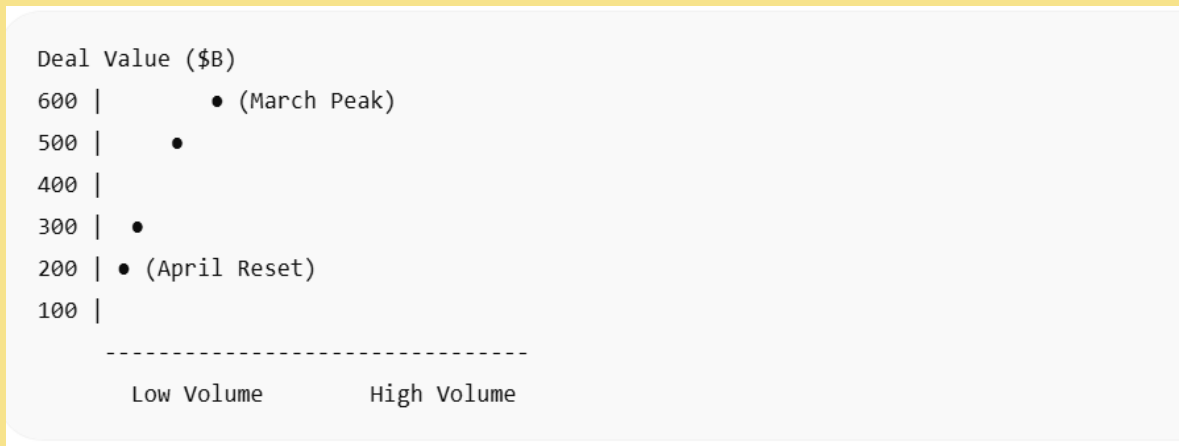 Deal Value ($B)
600 |        ● (March Peak)
500 |     ●
400 |
300 |  ●
200 | ● (April Reset)
100 |
--------------------------------
Low Volume        High Volume